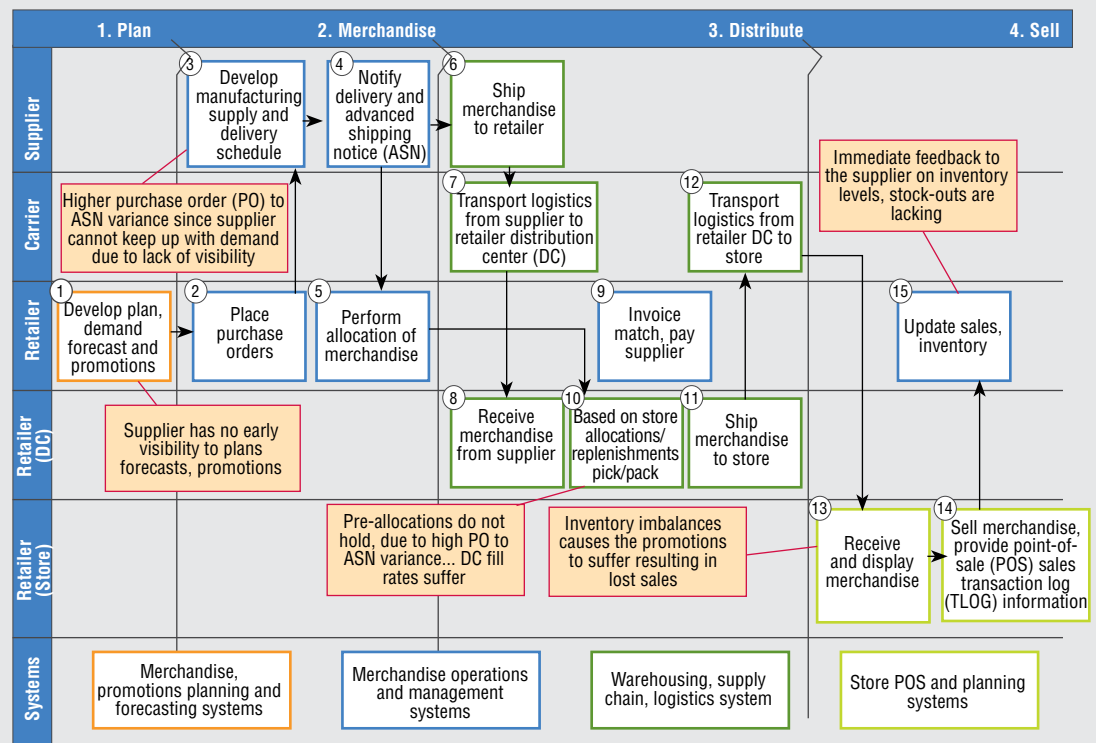 1. Plan
2. Merchandise
3. Distribute
4. Sell
Supplier
3
Develop
manufacturing
supply and
delivery
schedule
4
Notify
delivery and
advanced
shipping
notice (ASN)
6
Ship
merchandise
to retailer
Carrier
Higher purchase order (PO) to
ASN variance since supplier
cannot keep up with demand
due to lack of visibility
7
Transport logistics
from supplier to
retailer distribution
center (DC)
12
Transport
logistics from
retailer DC to
store
Immediate feedback to
the supplier on inventory
levels, stock-outs are
lacking
Retailer
1
Develop plan,
demand
forecast and
promotions
2
Place
purchase
orders
5
Perform
allocation of
merchandise
9
Invoice
match, pay
supplier
15
Update sales,
inventory
Retailer
(DC)
Supplier has no early
visibility to plans
forecasts, promotions
8
Receive
merchandise
from supplier
10
Based on store
allocations/
replenishments
pick/pack
11
Ship
merchandise
to store
Retailer
(Store)
Pre-allocations do not
hold, due to high PO to
ASN variance... DC fill
rates suffer
Inventory imbalances
causes the promotions
to suffer resulting in
lost sales
13
Receive
and display
merchandise
14
Sell merchandise,
provide point-of-
sale (POS) sales
transaction log
(TLOG) information
Systems
Merchandise,
promotions planning and
forecasting systems
Merchandise operations
and management
systems
Warehousing, supply
chain, logistics system
Store POS and planning
systems